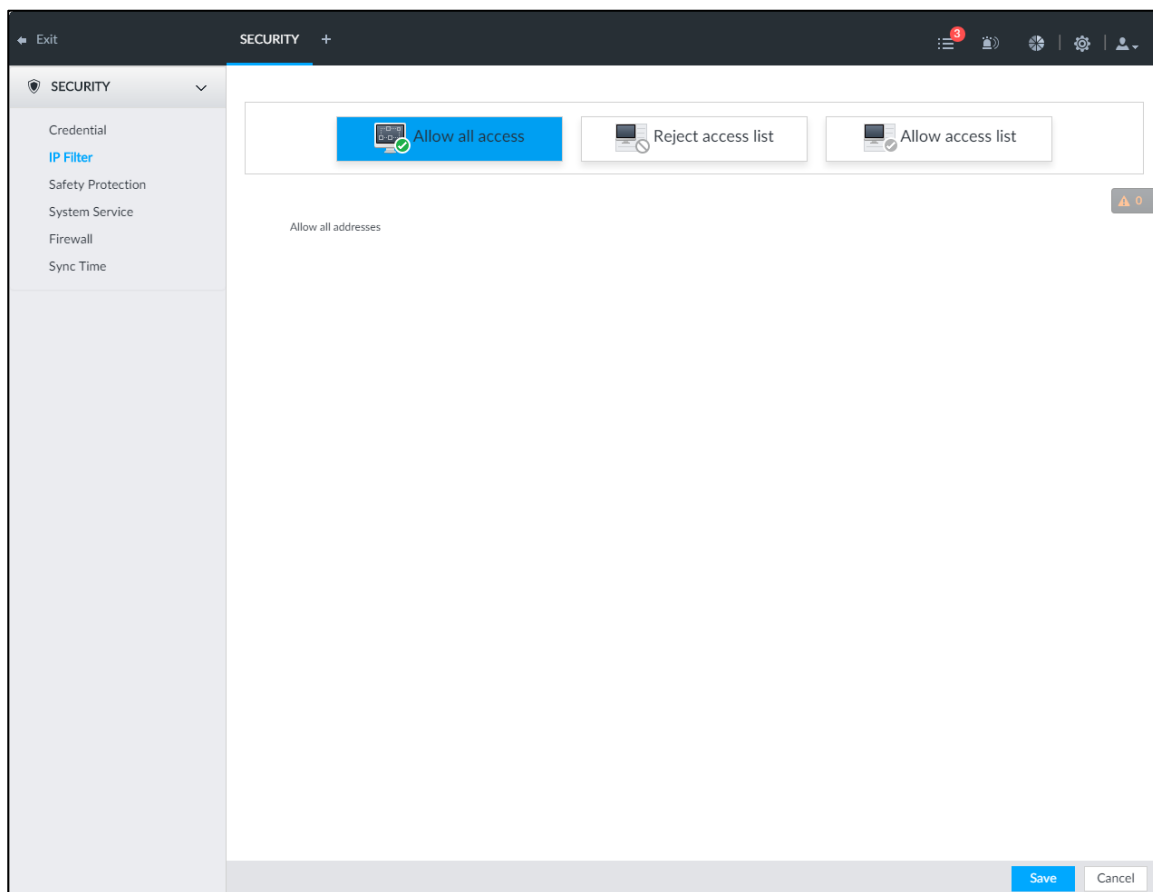 Exit
SECURITY +
3
SECURITY
Credential
IP Filter
Safety Protection
System Service
Firewall
Sync Time
Allow all access
Reject access list
Allow access list
0
Allow all addresses
Save
Cancel